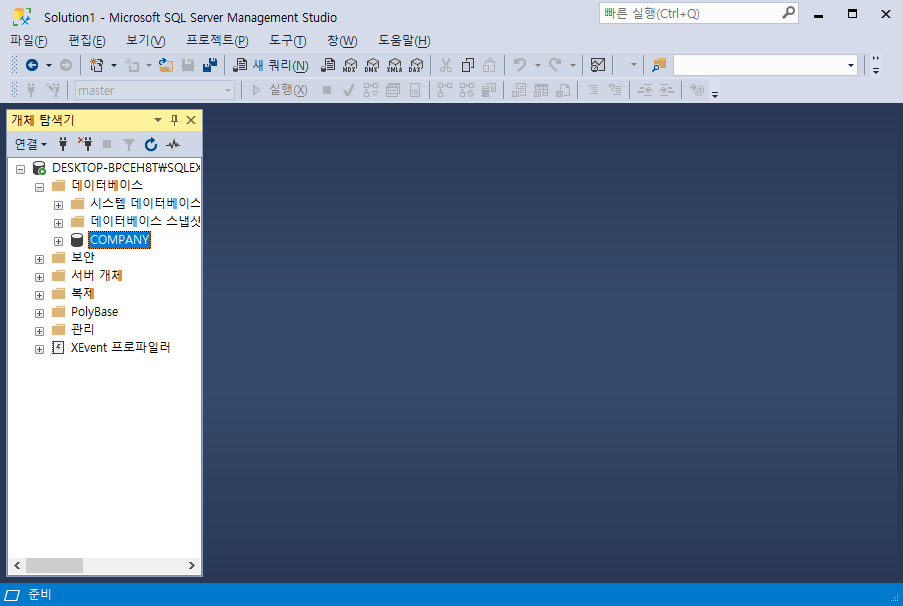 Solution1 - Microsoft SQL Server Management Studio
빠른 실행(Ctrl+Q)
파일(F) 편집(E) 보기(V) 프로젝트(P) 도구(T) 창(W) 도움말(H)
새 쿼리(N) MDX DMX XMLA DAX
master 실행(X)
개체 탐색기
연결
DESKTOP-BPCEH8T₩SQLEX
데이터베이스
시스템 데이터베이스
데이터베이스 스냅샷
COMPANY
보안
서버 개체
복제
PolyBase
관리
XEvent 프로파일러
준비